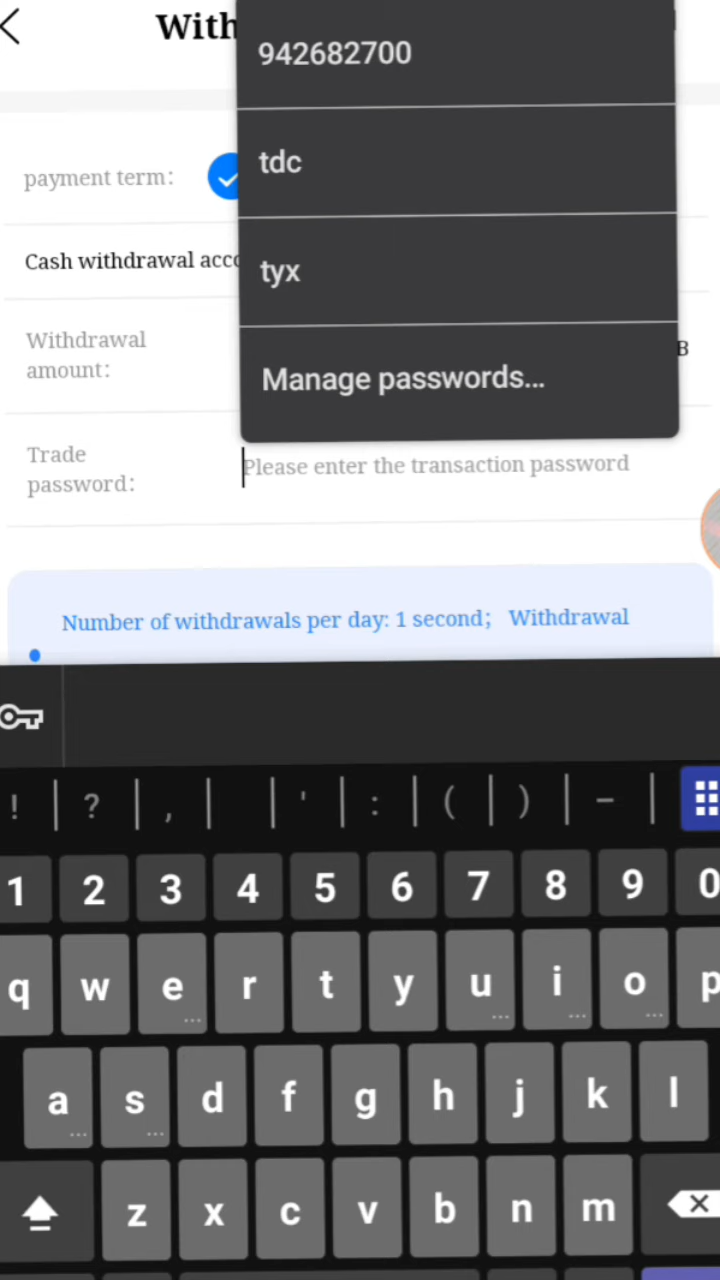 With
942682700
payment term:
tdc
Cash withdrawal acco
tyx
Withdrawal
amount:
B
Manage passwords...
Trade
password:
Please enter the transaction password
Number of withdrawals per day: 1 second; Withdrawal
! ? , ' : ( ) –
1 2 3 4 5 6 7 8 9 0
q w e r t y u i o p
a s d f g h j k l
z x c v b n m